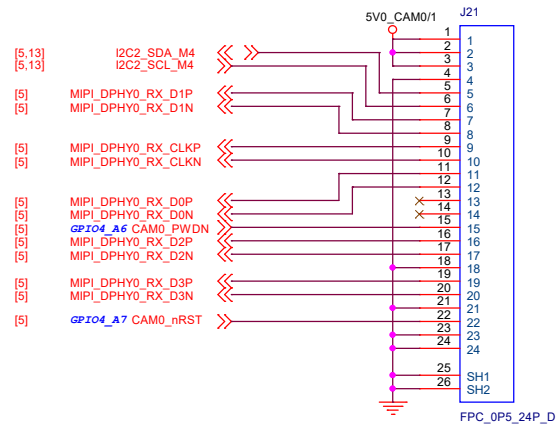 J21
5V0_CAM0/1
1 1
2 2
[5,13] I2C2_SDA_M4 3 3
[5,13] I2C2_SCL_M4 4 4
5 5
6 6
[5] MIPI_DPHY0_RX_D1P 7 7
[5] MIPI_DPHY0_RX_D1N 8 8
[5] MIPI_DPHY0_RX_CLKP 9 9
[5] MIPI_DPHY0_RX_CLKN 10 10
11 11
12 12
[5] MIPI_DPHY0_RX_D0P 13 13
[5] MIPI_DPHY0_RX_D0N 14 14
[5] GPIO4_A6 CAM0_PWDN 15 15
[5] MIPI_DPHY0_RX_D2P 16 16
[5] MIPI_DPHY0_RX_D2N 17 17
18 18
[5] MIPI_DPHY0_RX_D3P 19 19
[5] MIPI_DPHY0_RX_D3N 20 20
21 21
[5] GPIO4_A7 CAM0_nRST 22 22
23 23
24 24
25 SH1
26 SH2
FPC_0P5_24P_D